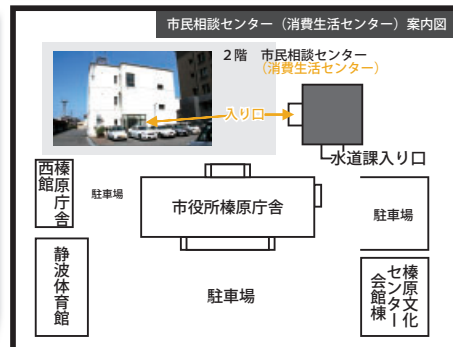 市民相談センター（消費生活センター）案内図
２階　市民相談センター
（消費生活センター）
入り口
水道課入り口
榛原庁舎
西館
駐車場
市役所榛原庁舎
駐車場
静波体育館
駐車場
榛原文化
センター
会館棟